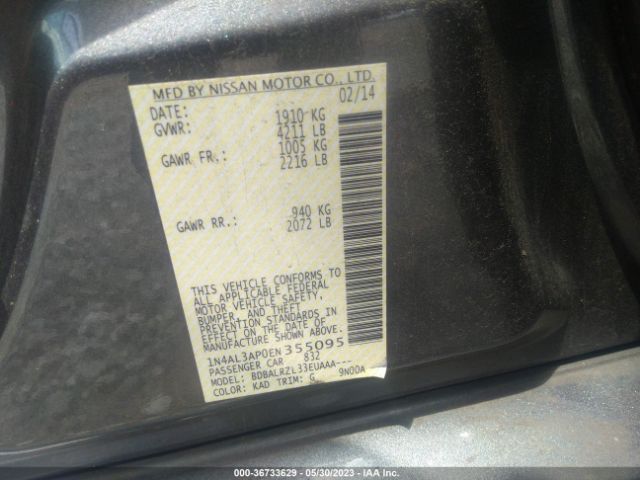 MFD BY NISSAN MOTOR CO., LTD.
DATE: 02/14
GVWR: 1910 KG
4211 LB
GAWR FR.: 1005 KG
2216 LB
GAWR RR.: 940 KG
2072 LB
THIS VEHICLE CONFORMS TO
ALL APPLICABLE FEDERAL
MOTOR VEHICLE SAFETY,
BUMPER, AND THEFT
PREVENTION STANDARDS IN
EFFECT ON THE DATE OF
MANUFACTURE SHOWN ABOVE.
1N4AL3AP0EN355095
PASSENGER CAR 832
MODEL: BDBALRZL33EUAAA---
COLOR: KAD TRIM: G 9N00A
000-36733629 - 05/30/2023 - IAA Inc.